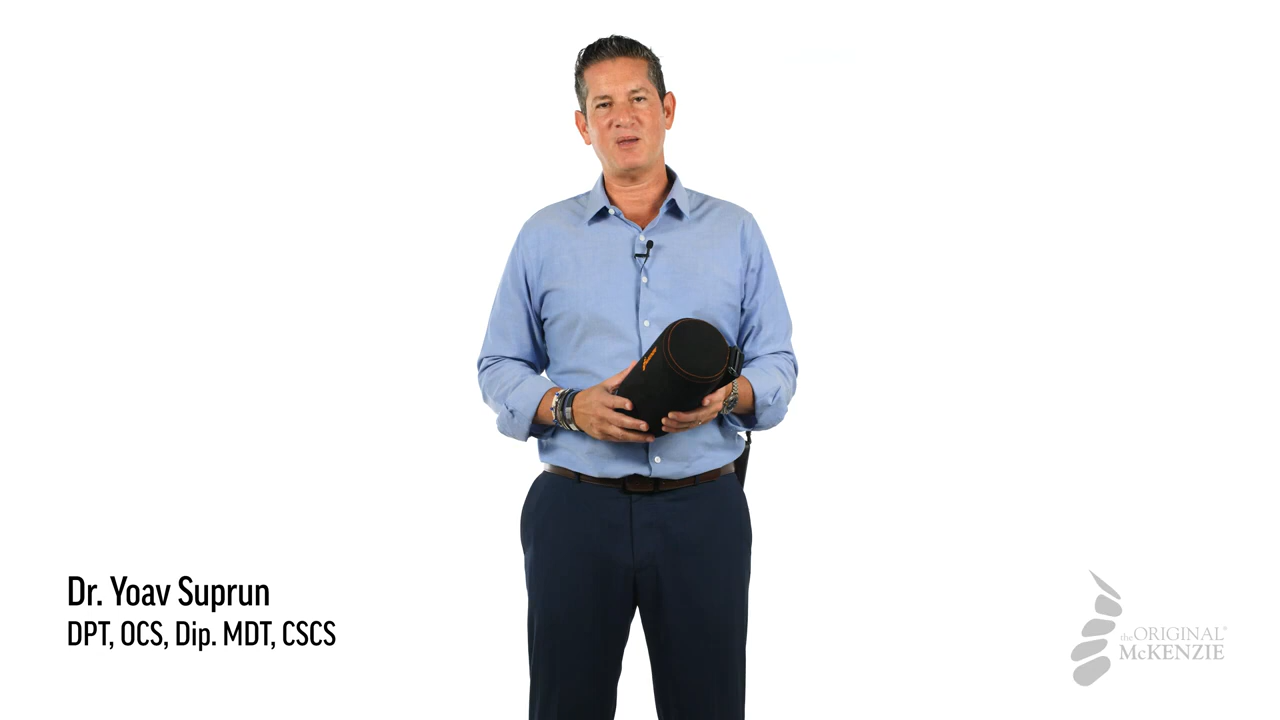 Dr. Yoav Suprun
DPT, OCS, Dip. MDT, CSCS
the ORIGINAL®
McKENZIE